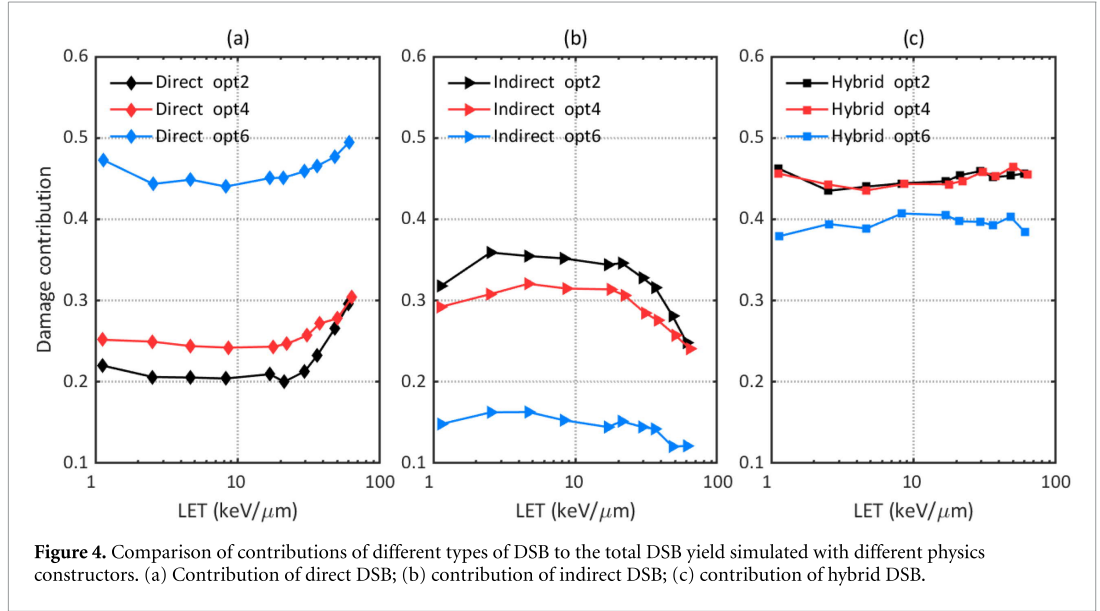 (a)
(b)
(c)
Damage contribution
0.6
0.5
0.4
0.3
0.2
0.1
Direct opt2
Direct opt4
Direct opt6
1
10
100
LET (keV/μm)
0.6
0.5
0.4
0.3
0.2
0.1
Indirect opt2
Indirect opt4
Indirect opt6
1
10
100
LET (keV/μm)
0.6
0.5
0.4
0.3
0.2
0.1
Hybrid opt2
Hybrid opt4
Hybrid opt6
1
10
100
LET (keV/μm)
Figure 4. Comparison of contributions of different types of DSB to the total DSB yield simulated with different physics
constructors. (a) Contribution of direct DSB; (b) contribution of indirect DSB; (c) contribution of hybrid DSB.